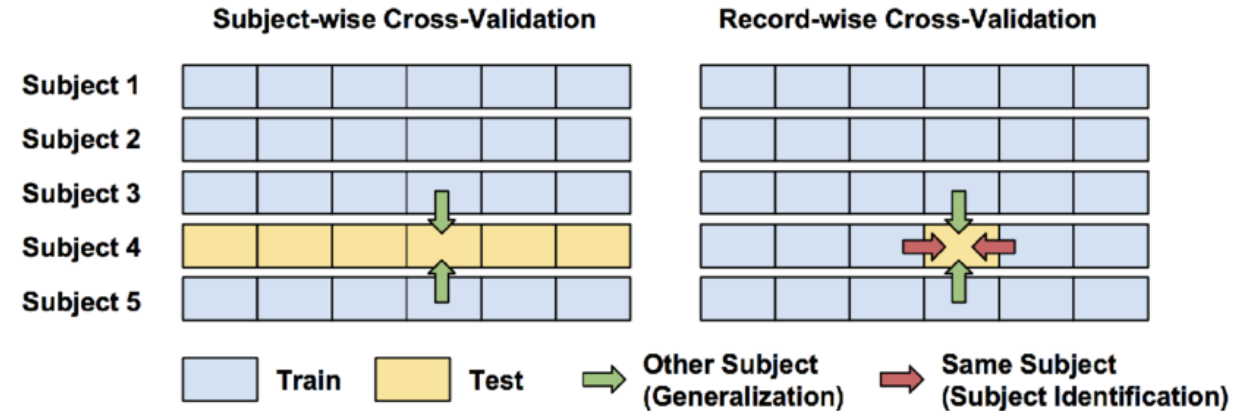 Subject-wise Cross-Validation
Record-wise Cross-Validation
Subject 1
Subject 2
Subject 3
Subject 4
Subject 5
Train
Test
Other Subject
(Generalization)
Same Subject
(Subject Identification)